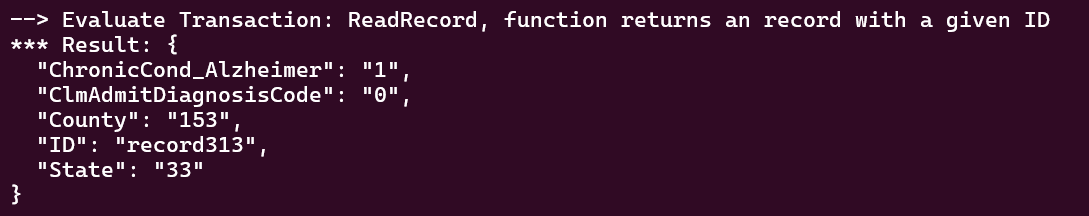 --> Evaluate Transaction: ReadRecord, function returns an record with a given ID
*** Result: {
  "ChronicCond_Alzheimer": "1",
  "ClmAdmitDiagnosisCode": "0",
  "County": "153",
  "ID": "record313",
  "State": "33"
}